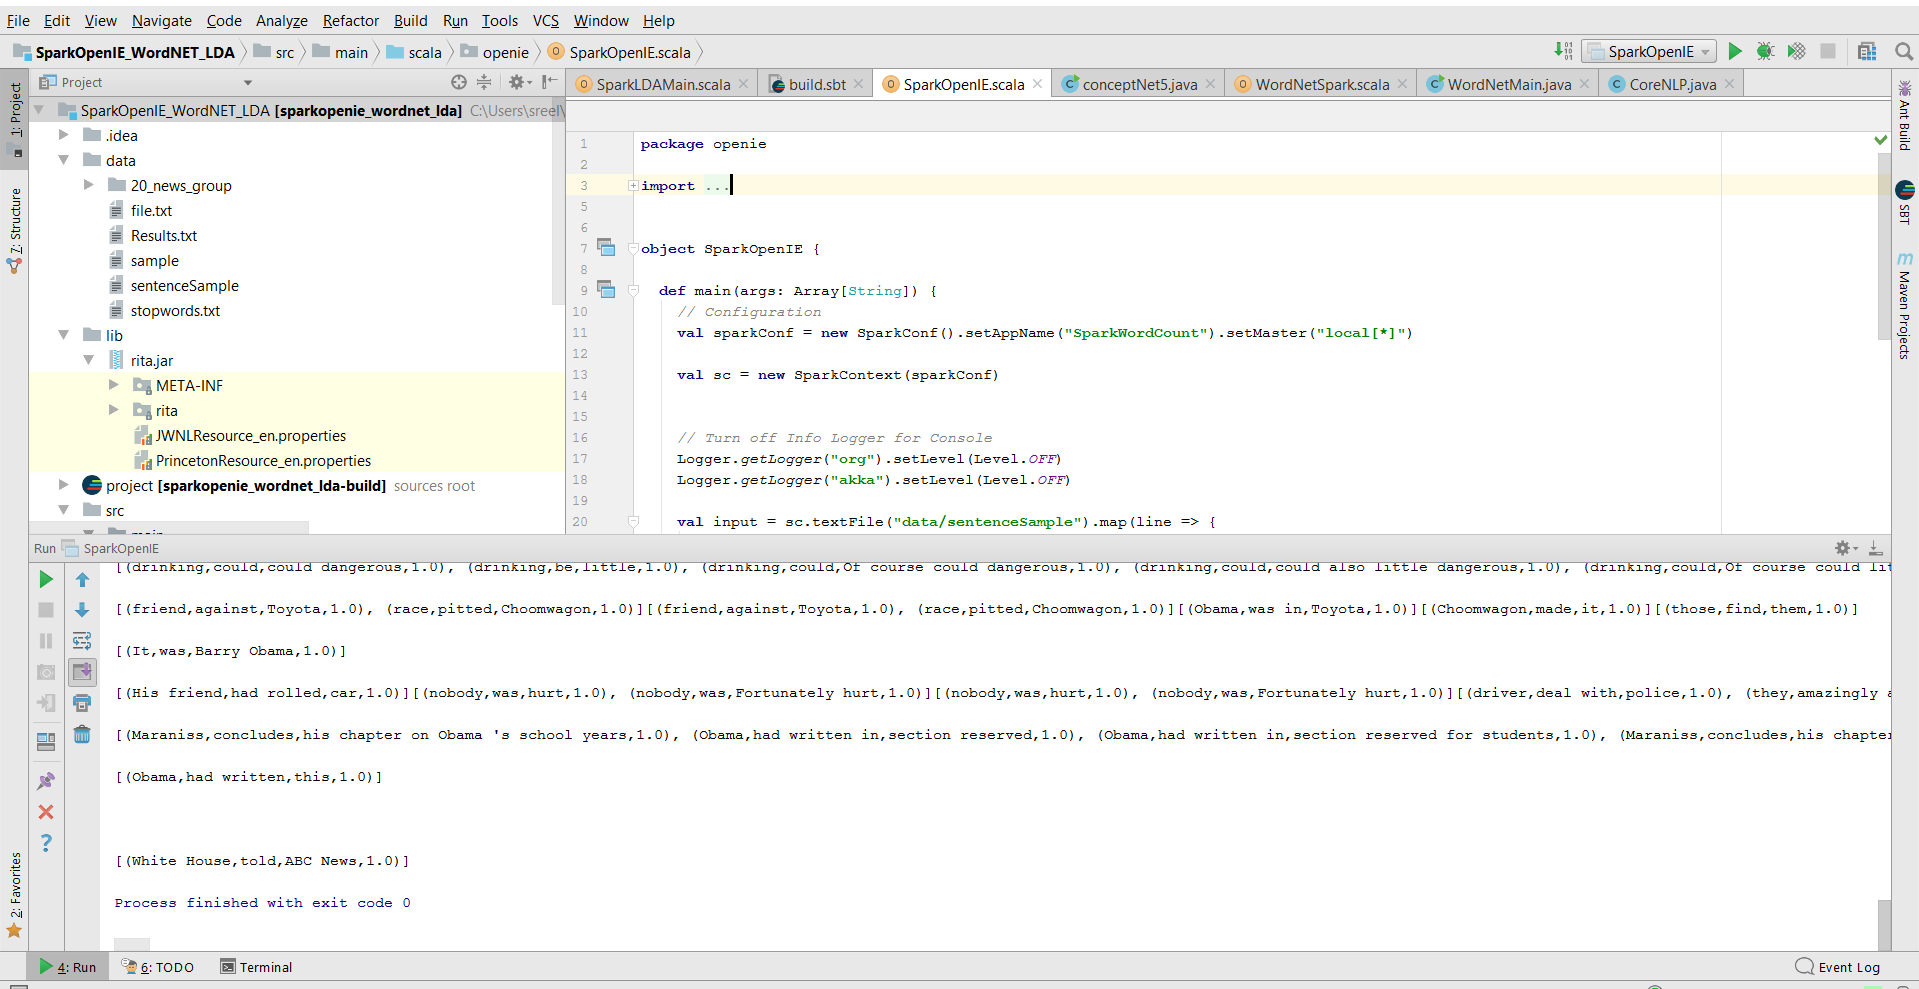 File Edit View Navigate Code Analyze Refactor Build Run Tools VCS Window Help
SparkOpenIE_WordNET_LDA src main scala openie SparkOpenIE.scala
SparkOpenIE
Project
SparkLDAMain.scala build.sbt SparkOpenIE.scala conceptNet5.java WordNetSpark.scala WordNetMain.java CoreNLP.java
1: Project
7: Structure
2: Favorites
SparkOpenIE_WordNET_LDA [sparkopenie_wordnet_lda] C:\Users\sreel\
.idea
data
20_news_group
file.txt
Results.txt
sample
sentenceSample
stopwords.txt
lib
rita.jar
META-INF
rita
JWNLResource_en.properties
PrincetonResource_en.properties
project [sparkopenie_wordnet_lda-build] sources root
src
main
1 package openie
2
3 import ...
5
6
7 object SparkOpenIE {
8
9 def main(args: Array[String]) {
10 // Configuration
11 val sparkConf = new SparkConf().setAppName("SparkWordCount").setMaster("local[*]")
12
13 val sc = new SparkContext(sparkConf)
14
15
16 // Turn off Info Logger for Console
17 Logger.getLogger("org").setLevel(Level.OFF)
18 Logger.getLogger("akka").setLevel(Level.OFF)
19
20 val input = sc.textFile("data/sentenceSample").map(line => {
Ant Build
SBT
Maven Projects
Run SparkOpenIE
[(drinking,could,could dangerous,1.0), (drinking,be,little,1.0), (drinking,could,Of course could dangerous,1.0), (drinking,could,could also little dangerous,1.0), (drinking,could,Of course could lit
[(friend,against,Toyota,1.0), (race,pitted,Choomwagon,1.0)][(friend,against,Toyota,1.0), (race,pitted,Choomwagon,1.0)][(Obama,was in,Toyota,1.0)][(Choomwagon,made,it,1.0)][(those,find,them,1.0)]
[(It,was,Barry Obama,1.0)]
[(His friend,had rolled,car,1.0)][(nobody,was,hurt,1.0), (nobody,was,Fortunately hurt,1.0)][(nobody,was,hurt,1.0), (nobody,was,Fortunately hurt,1.0)][(driver,deal with,police,1.0), (they,amazingly a
[(Maraniss,concludes,his chapter on Obama 's school years,1.0), (Obama,had written in,section reserved,1.0), (Obama,had written in,section reserved for students,1.0), (Maraniss,concludes,his chapter
[(Obama,had written,this,1.0)]
[(White House,told,ABC News,1.0)]
Process finished with exit code 0
4: Run 6: TODO Terminal Event Log